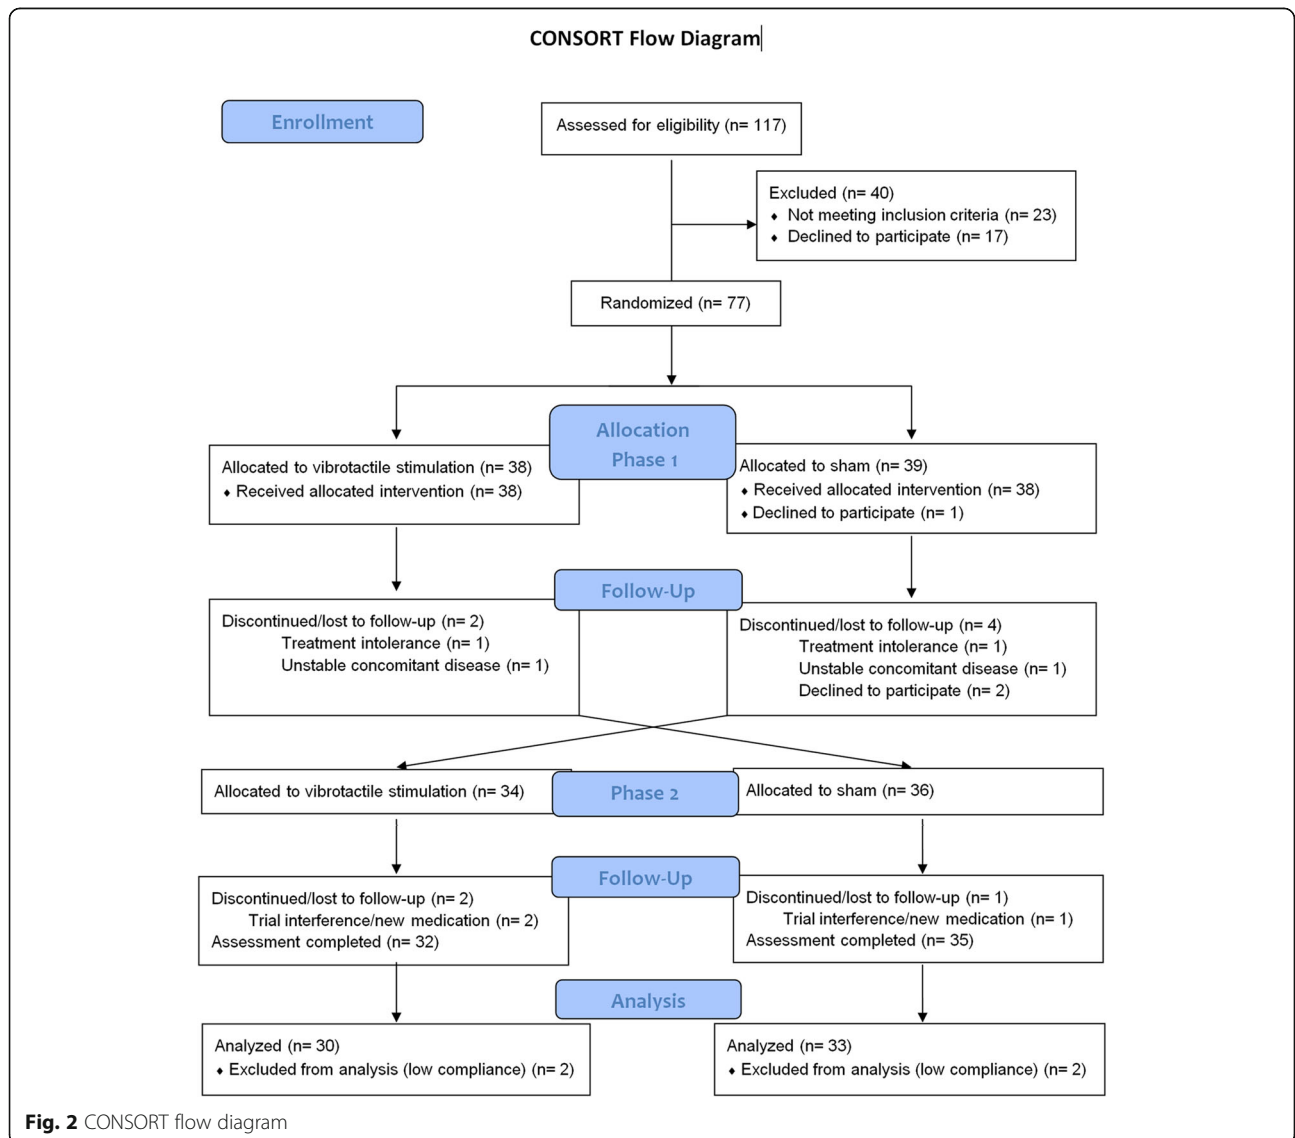 CONSORT Flow Diagram
Enrollment
Assessed for eligibility (n= 117)
Excluded (n= 40)
♦ Not meeting inclusion criteria (n= 23)
♦ Declined to participate (n= 17)
Randomized (n= 77)
Allocation
Phase 1
Allocated to vibrotactile stimulation (n= 38)
♦ Received allocated intervention (n= 38)
Allocated to sham (n= 39)
♦ Received allocated intervention (n= 38)
♦ Declined to participate (n= 1)
Follow-Up
Discontinued/lost to follow-up (n= 2)
Treatment intolerance (n= 1)
Unstable concomitant disease (n= 1)
Discontinued/lost to follow-up (n= 4)
Treatment intolerance (n= 1)
Unstable concomitant disease (n= 1)
Declined to participate (n= 2)
Phase 2
Allocated to vibrotactile stimulation (n= 34)
Allocated to sham (n= 36)
Follow-Up
Discontinued/lost to follow-up (n= 2)
Trial interference/new medication (n= 2)
Assessment completed (n= 32)
Discontinued/lost to follow-up (n= 1)
Trial interference/new medication (n= 1)
Assessment completed (n= 35)
Analysis
Analyzed (n= 30)
♦ Excluded from analysis (low compliance) (n= 2)
Analyzed (n= 33)
♦ Excluded from analysis (low compliance) (n= 2)
Fig. 2 CONSORT flow diagram